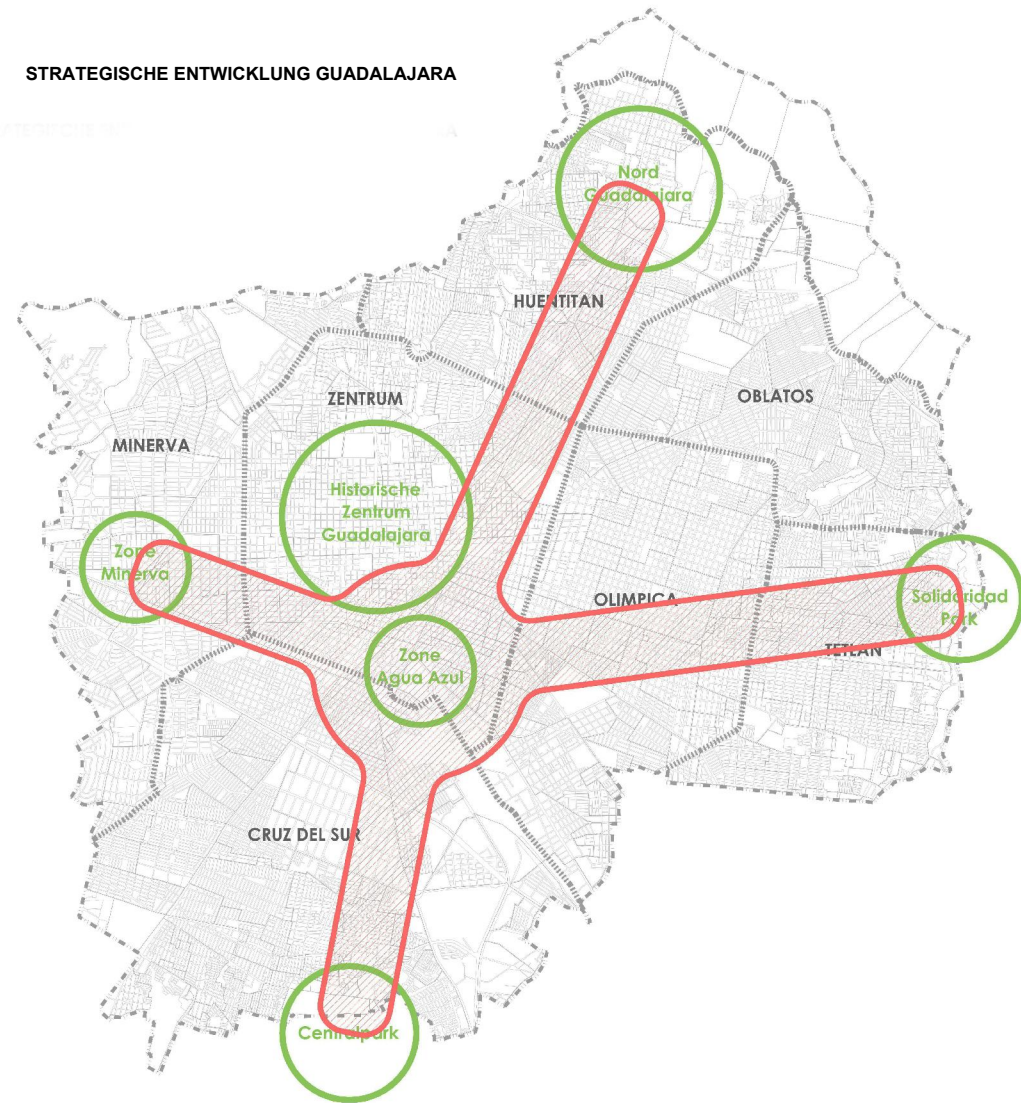 STRATEGISCHE ENTWICKLUNG GUADALAJARA
Nord
Guadalajara
HUENTITAN
ZENTRUM
OBLATOS
MINERVA
Historische
Zentrum
Guadalajara
Zone
Minerva
OLIMPICA
Solidaridad
Park
Zone
Agua Azul
TETLAN
CRUZ DEL SUR
Centralpark